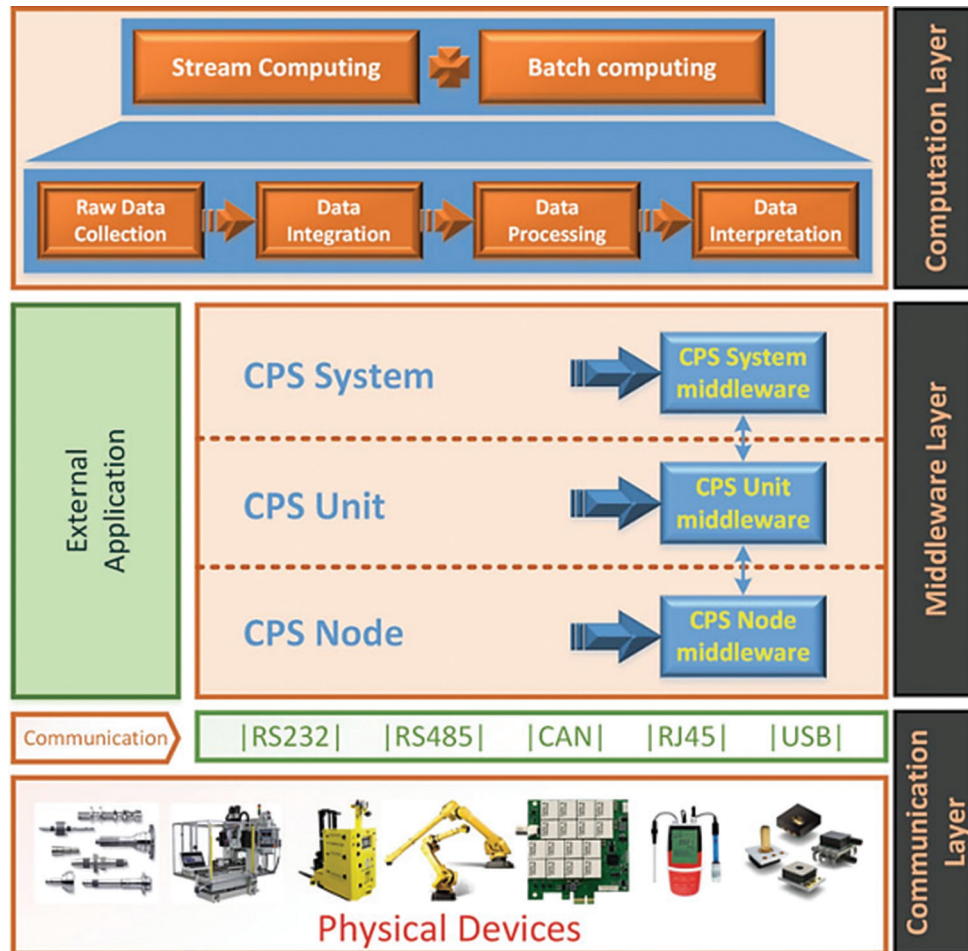 Stream Computing
Batch computing
Raw Data
Collection
Data
Integration
Data
Processing
Data
Interpretation
Computation Layer
External
Application
CPS System
CPS System
middleware
CPS Unit
CPS Unit
middleware
CPS Node
CPS Node
middleware
Middleware Layer
Communication
|RS232| |RS485| |CAN| |RJ45| |USB|
Physical Devices
Communication
Layer